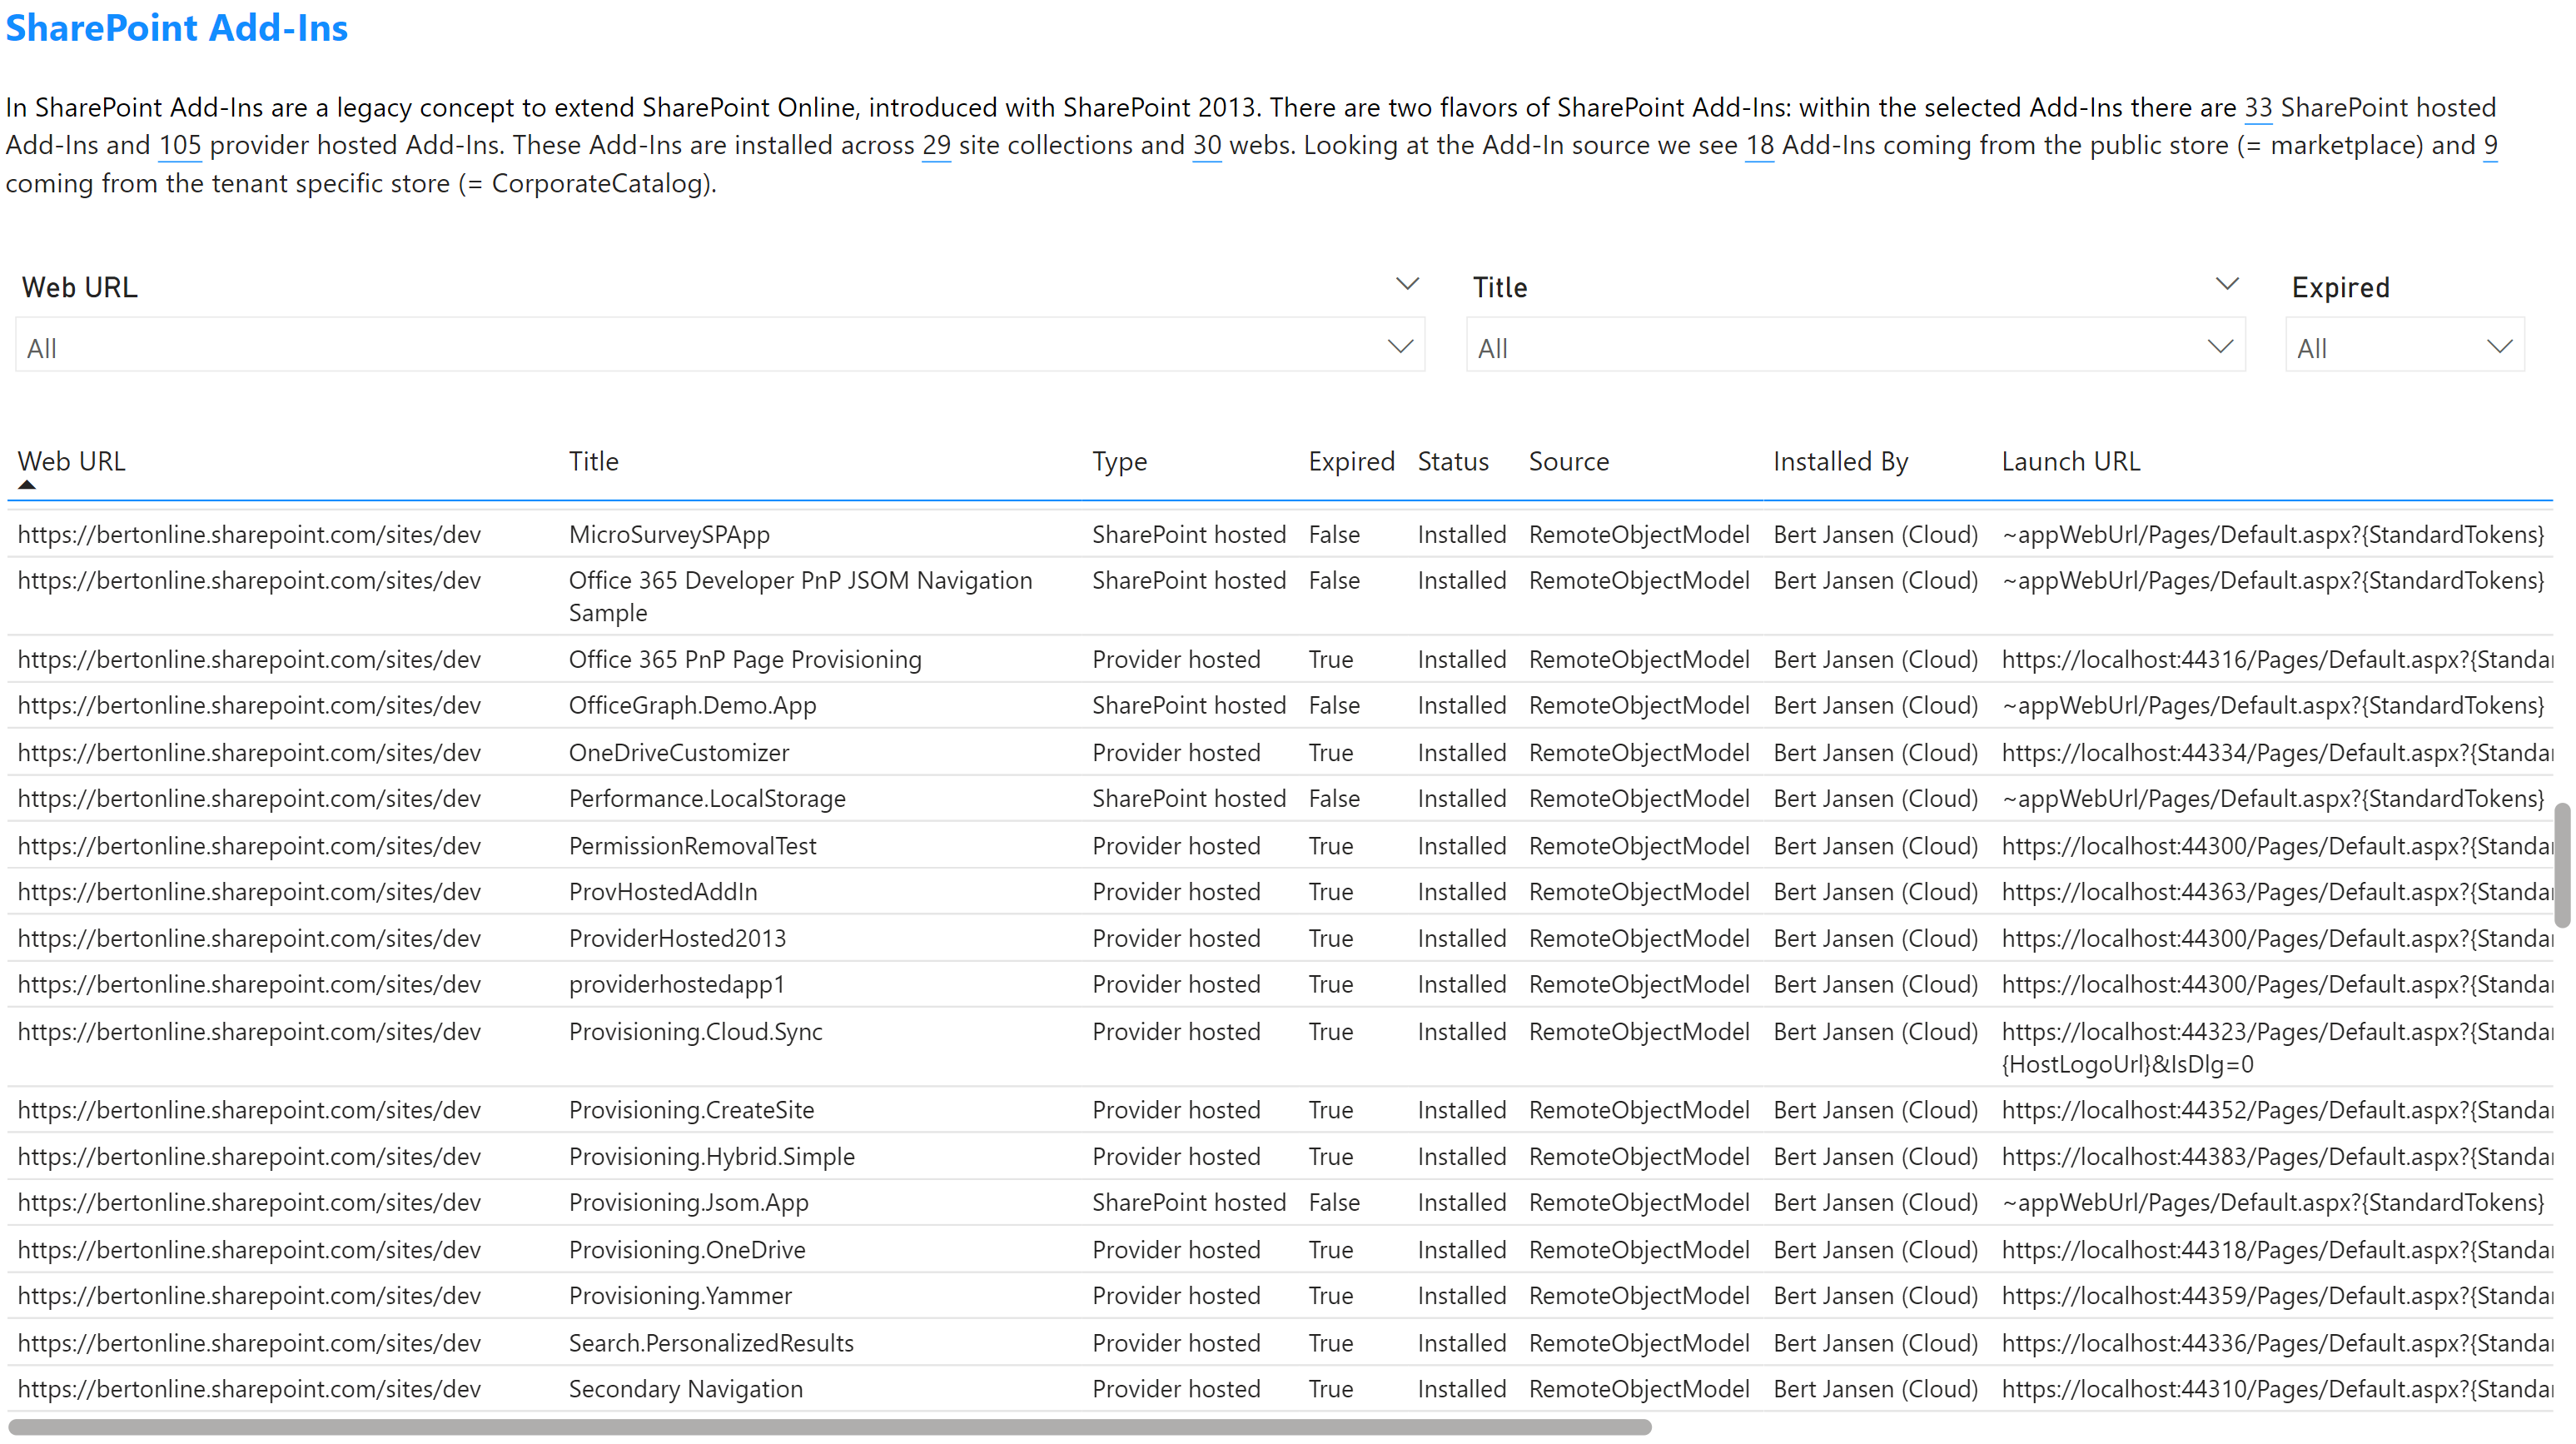 SharePoint Add-Ins
In SharePoint Add-Ins are a legacy concept to extend SharePoint Online, introduced with SharePoint 2013. There are two flavors of SharePoint Add-Ins: within the selected Add-Ins there are 33 SharePoint hosted
Add-Ins and 105 provider hosted Add-Ins. These Add-Ins are installed across 29 site collections and 30 webs. Looking at the Add-In source we see 18 Add-Ins coming from the public store (= marketplace) and 9
coming from the tenant specific store (= CorporateCatalog).
Web URL Title Expired
All All All
Web URL Title Type Expired Status Source Installed By Launch URL
https://bertonline.sharepoint.com/sites/dev MicroSurveySPApp SharePoint hosted False Installed RemoteObjectModel Bert Jansen (Cloud) ~appWebUrl/Pages/Default.aspx?{StandardTokens}
https://bertonline.sharepoint.com/sites/dev Office 365 Developer PnP JSOM Navigation SharePoint hosted False Installed RemoteObjectModel Bert Jansen (Cloud) ~appWebUrl/Pages/Default.aspx?{StandardTokens}
Sample
https://bertonline.sharepoint.com/sites/dev Office 365 PnP Page Provisioning Provider hosted True Installed RemoteObjectModel Bert Jansen (Cloud) https://localhost:44316/Pages/Default.aspx?{Standar
https://bertonline.sharepoint.com/sites/dev OfficeGraph.Demo.App SharePoint hosted False Installed RemoteObjectModel Bert Jansen (Cloud) ~appWebUrl/Pages/Default.aspx?{StandardTokens}
https://bertonline.sharepoint.com/sites/dev OneDriveCustomizer Provider hosted True Installed RemoteObjectModel Bert Jansen (Cloud) https://localhost:44334/Pages/Default.aspx?{Standar
https://bertonline.sharepoint.com/sites/dev Performance.LocalStorage SharePoint hosted False Installed RemoteObjectModel Bert Jansen (Cloud) ~appWebUrl/Pages/Default.aspx?{StandardTokens}
https://bertonline.sharepoint.com/sites/dev PermissionRemovalTest Provider hosted True Installed RemoteObjectModel Bert Jansen (Cloud) https://localhost:44300/Pages/Default.aspx?{Standar
https://bertonline.sharepoint.com/sites/dev ProvHostedAddIn Provider hosted True Installed RemoteObjectModel Bert Jansen (Cloud) https://localhost:44363/Pages/Default.aspx?{Standar
https://bertonline.sharepoint.com/sites/dev ProviderHosted2013 Provider hosted True Installed RemoteObjectModel Bert Jansen (Cloud) https://localhost:44300/Pages/Default.aspx?{Standar
https://bertonline.sharepoint.com/sites/dev providerhostedapp1 Provider hosted True Installed RemoteObjectModel Bert Jansen (Cloud) https://localhost:44300/Pages/Default.aspx?{Standar
https://bertonline.sharepoint.com/sites/dev Provisioning.Cloud.Sync Provider hosted True Installed RemoteObjectModel Bert Jansen (Cloud) https://localhost:44323/Pages/Default.aspx?{Standar
{HostLogoUrl}&IsDlg=0
https://bertonline.sharepoint.com/sites/dev Provisioning.CreateSite Provider hosted True Installed RemoteObjectModel Bert Jansen (Cloud) https://localhost:44352/Pages/Default.aspx?{Standar
https://bertonline.sharepoint.com/sites/dev Provisioning.Hybrid.Simple Provider hosted True Installed RemoteObjectModel Bert Jansen (Cloud) https://localhost:44383/Pages/Default.aspx?{Standar
https://bertonline.sharepoint.com/sites/dev Provisioning.Jsom.App SharePoint hosted False Installed RemoteObjectModel Bert Jansen (Cloud) ~appWebUrl/Pages/Default.aspx?{StandardTokens}
https://bertonline.sharepoint.com/sites/dev Provisioning.OneDrive Provider hosted True Installed RemoteObjectModel Bert Jansen (Cloud) https://localhost:44318/Pages/Default.aspx?{Standar
https://bertonline.sharepoint.com/sites/dev Provisioning.Yammer Provider hosted True Installed RemoteObjectModel Bert Jansen (Cloud) https://localhost:44359/Pages/Default.aspx?{Standar
https://bertonline.sharepoint.com/sites/dev Search.PersonalizedResults Provider hosted True Installed RemoteObjectModel Bert Jansen (Cloud) https://localhost:44336/Pages/Default.aspx?{Standar
https://bertonline.sharepoint.com/sites/dev Secondary Navigation Provider hosted True Installed RemoteObjectModel Bert Jansen (Cloud) https://localhost:44310/Pages/Default.aspx?{Standar